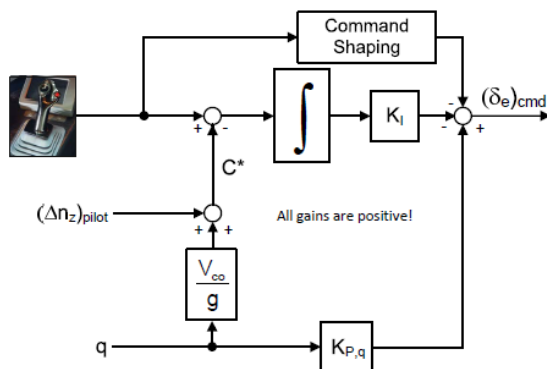 Command
Shaping
-
(δe)cmd
+
-
∫
KI
-
+
C*
(Δnz)pilot
+
+
All gains are positive!
Vco
g
q
KP,q